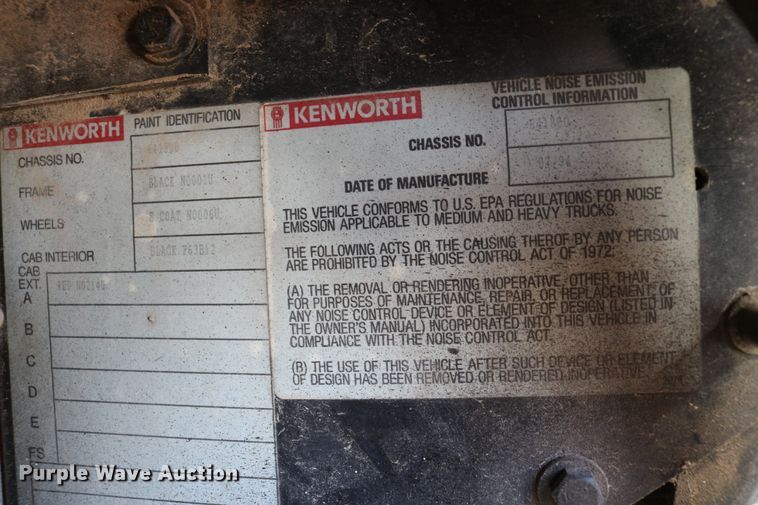 KENWORTH
PAINT IDENTIFICATION
CHASSIS NO.
FRAME
BLACK N0001U
WHEELS
E COAT N0006U
CAB INTERIOR
CAB
EXT.
A
B
C
D
E
FS
KENWORTH
VEHICLE NOISE EMISSION
CONTROL INFORMATION
CHASSIS NO.
DATE OF MANUFACTURE
THIS VEHICLE CONFORMS TO U.S. EPA REGULATIONS FOR NOISE
EMISSION APPLICABLE TO MEDIUM AND HEAVY TRUCKS.
THE FOLLOWING ACTS OR THE CAUSING THEROF BY ANY PERSON
ARE PROHIBITED BY THE NOISE CONTROL ACT OF 1972:
(A) THE REMOVAL OR RENDERING INOPERATIVE, OTHER THAN
FOR PURPOSES OF MAINTENANCE, REPAIR, OR REPLACEMENT, OF
ANY NOISE CONTROL DEVICE OR ELEMENT OF DESIGN (LISTED IN
THE OWNER'S MANUAL) INCORPORATED INTO THIS VEHICLE IN
COMPLIANCE WITH THE NOISE CONTROL ACT.
(B) THE USE OF THIS VEHICLE AFTER SUCH DEVICE OR ELEMENT
OF DESIGN HAS BEEN REMOVED OR RENDERED INOPERATIVE.
Purple Wave Auction